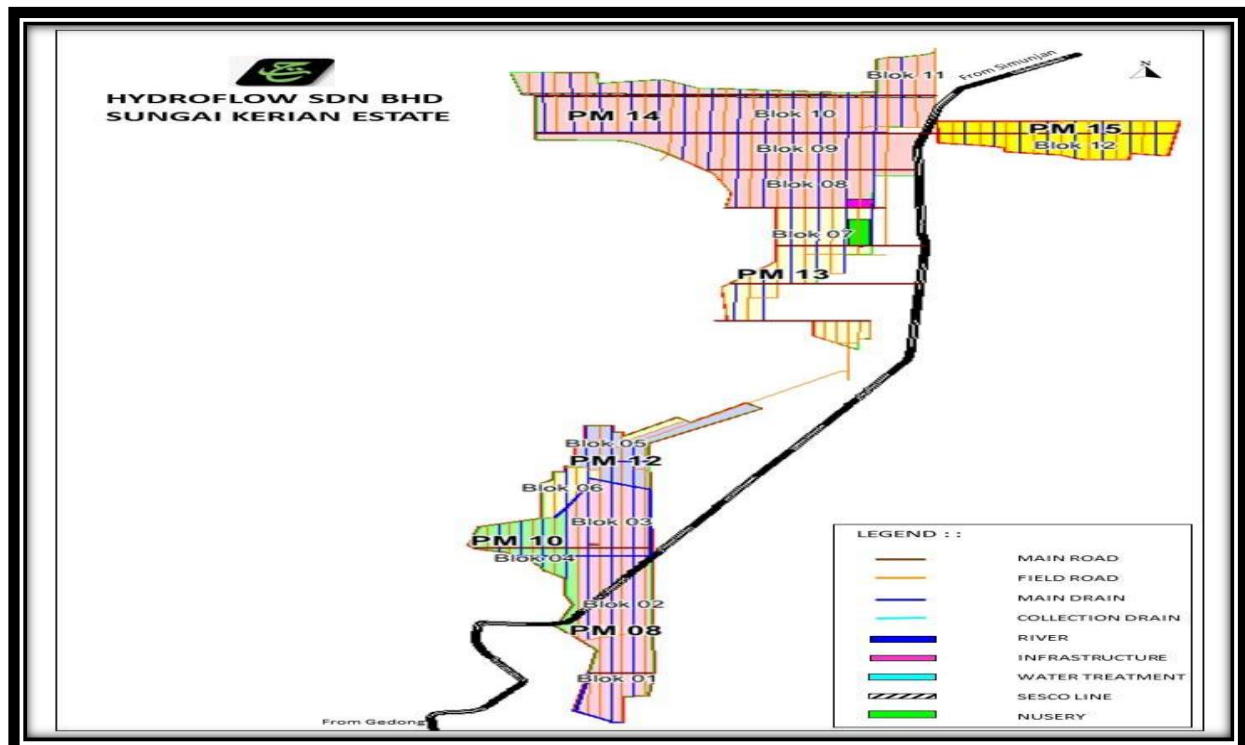 HYDROFLOW SDN BHD
SUNGAI KERIAN ESTATE
From Simunjan
N
Blok 11
PM 14
Blok 10
PM 15
Blok 09
Blok 12
Blok 08
Blok 07
PM 13
Blok 05
PM 12
Blok 06
Blok 03
PM 10
Blok 04
Blok 02
PM 08
Blok 01
From Gedong
LEGEND : :
MAIN ROAD
FIELD ROAD
MAIN DRAIN
COLLECTION DRAIN
RIVER
INFRASTRUCTURE
WATER TREATMENT
SESCO LINE
NUSERY